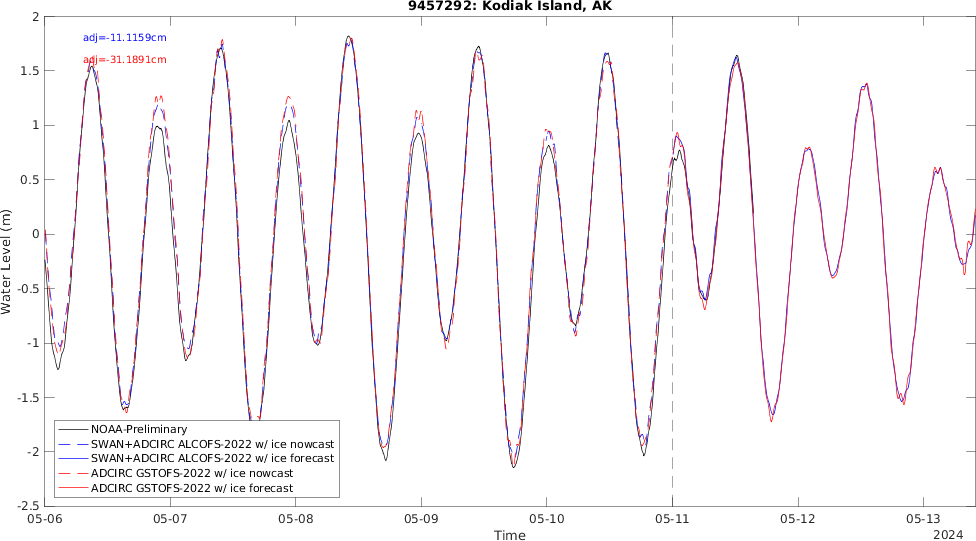 9457292: Kodiak Island, AK
adj=-11.1159cm
adj=-31.1891cm
Water Level (m)
2
1.5
1
0.5
0
-0.5
-1
-1.5
-2
-2.5
NOAA-Preliminary
SWAN+ADCIRC ALCOFS-2022 w/ ice nowcast
SWAN+ADCIRC ALCOFS-2022 w/ ice forecast
ADCIRC GSTOFS-2022 w/ ice nowcast
ADCIRC GSTOFS-2022 w/ ice forecast
05-06 05-07 05-08 05-09 05-10 05-11 05-12 05-13
Time
2024